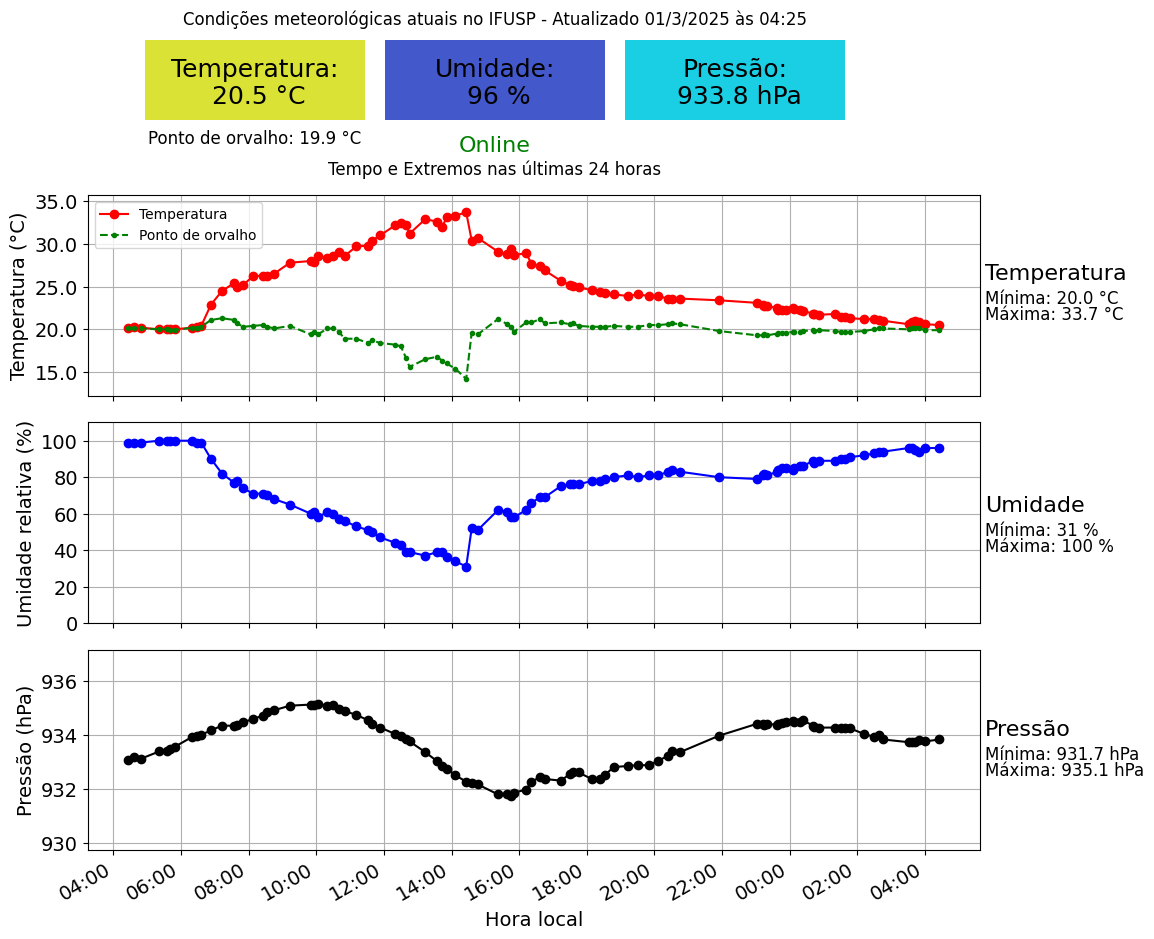 Condições meteorológicas atuais no IFUSP - Atualizado 01/3/2025 às 04:25
Temperatura:
20.5 °C
Umidade:
96 %
Pressão:
933.8 hPa
Ponto de orvalho: 19.9 °C
Online
Tempo e Extremos nas últimas 24 horas
Temperatura (°C)
35.0
30.0
25.0
20.0
15.0
Temperatura
Ponto de orvalho
Temperatura
Mínima: 20.0 °C
Máxima: 33.7 °C
Umidade relativa (%)
100
80
60
40
20
0
Umidade
Mínima: 31 %
Máxima: 100 %
Pressão (hPa)
936
934
932
930
Pressão
Mínima: 931.7 hPa
Máxima: 935.1 hPa
04:00
06:00
08:00
10:00
12:00
14:00
16:00
18:00
20:00
22:00
00:00
02:00
04:00
Hora local